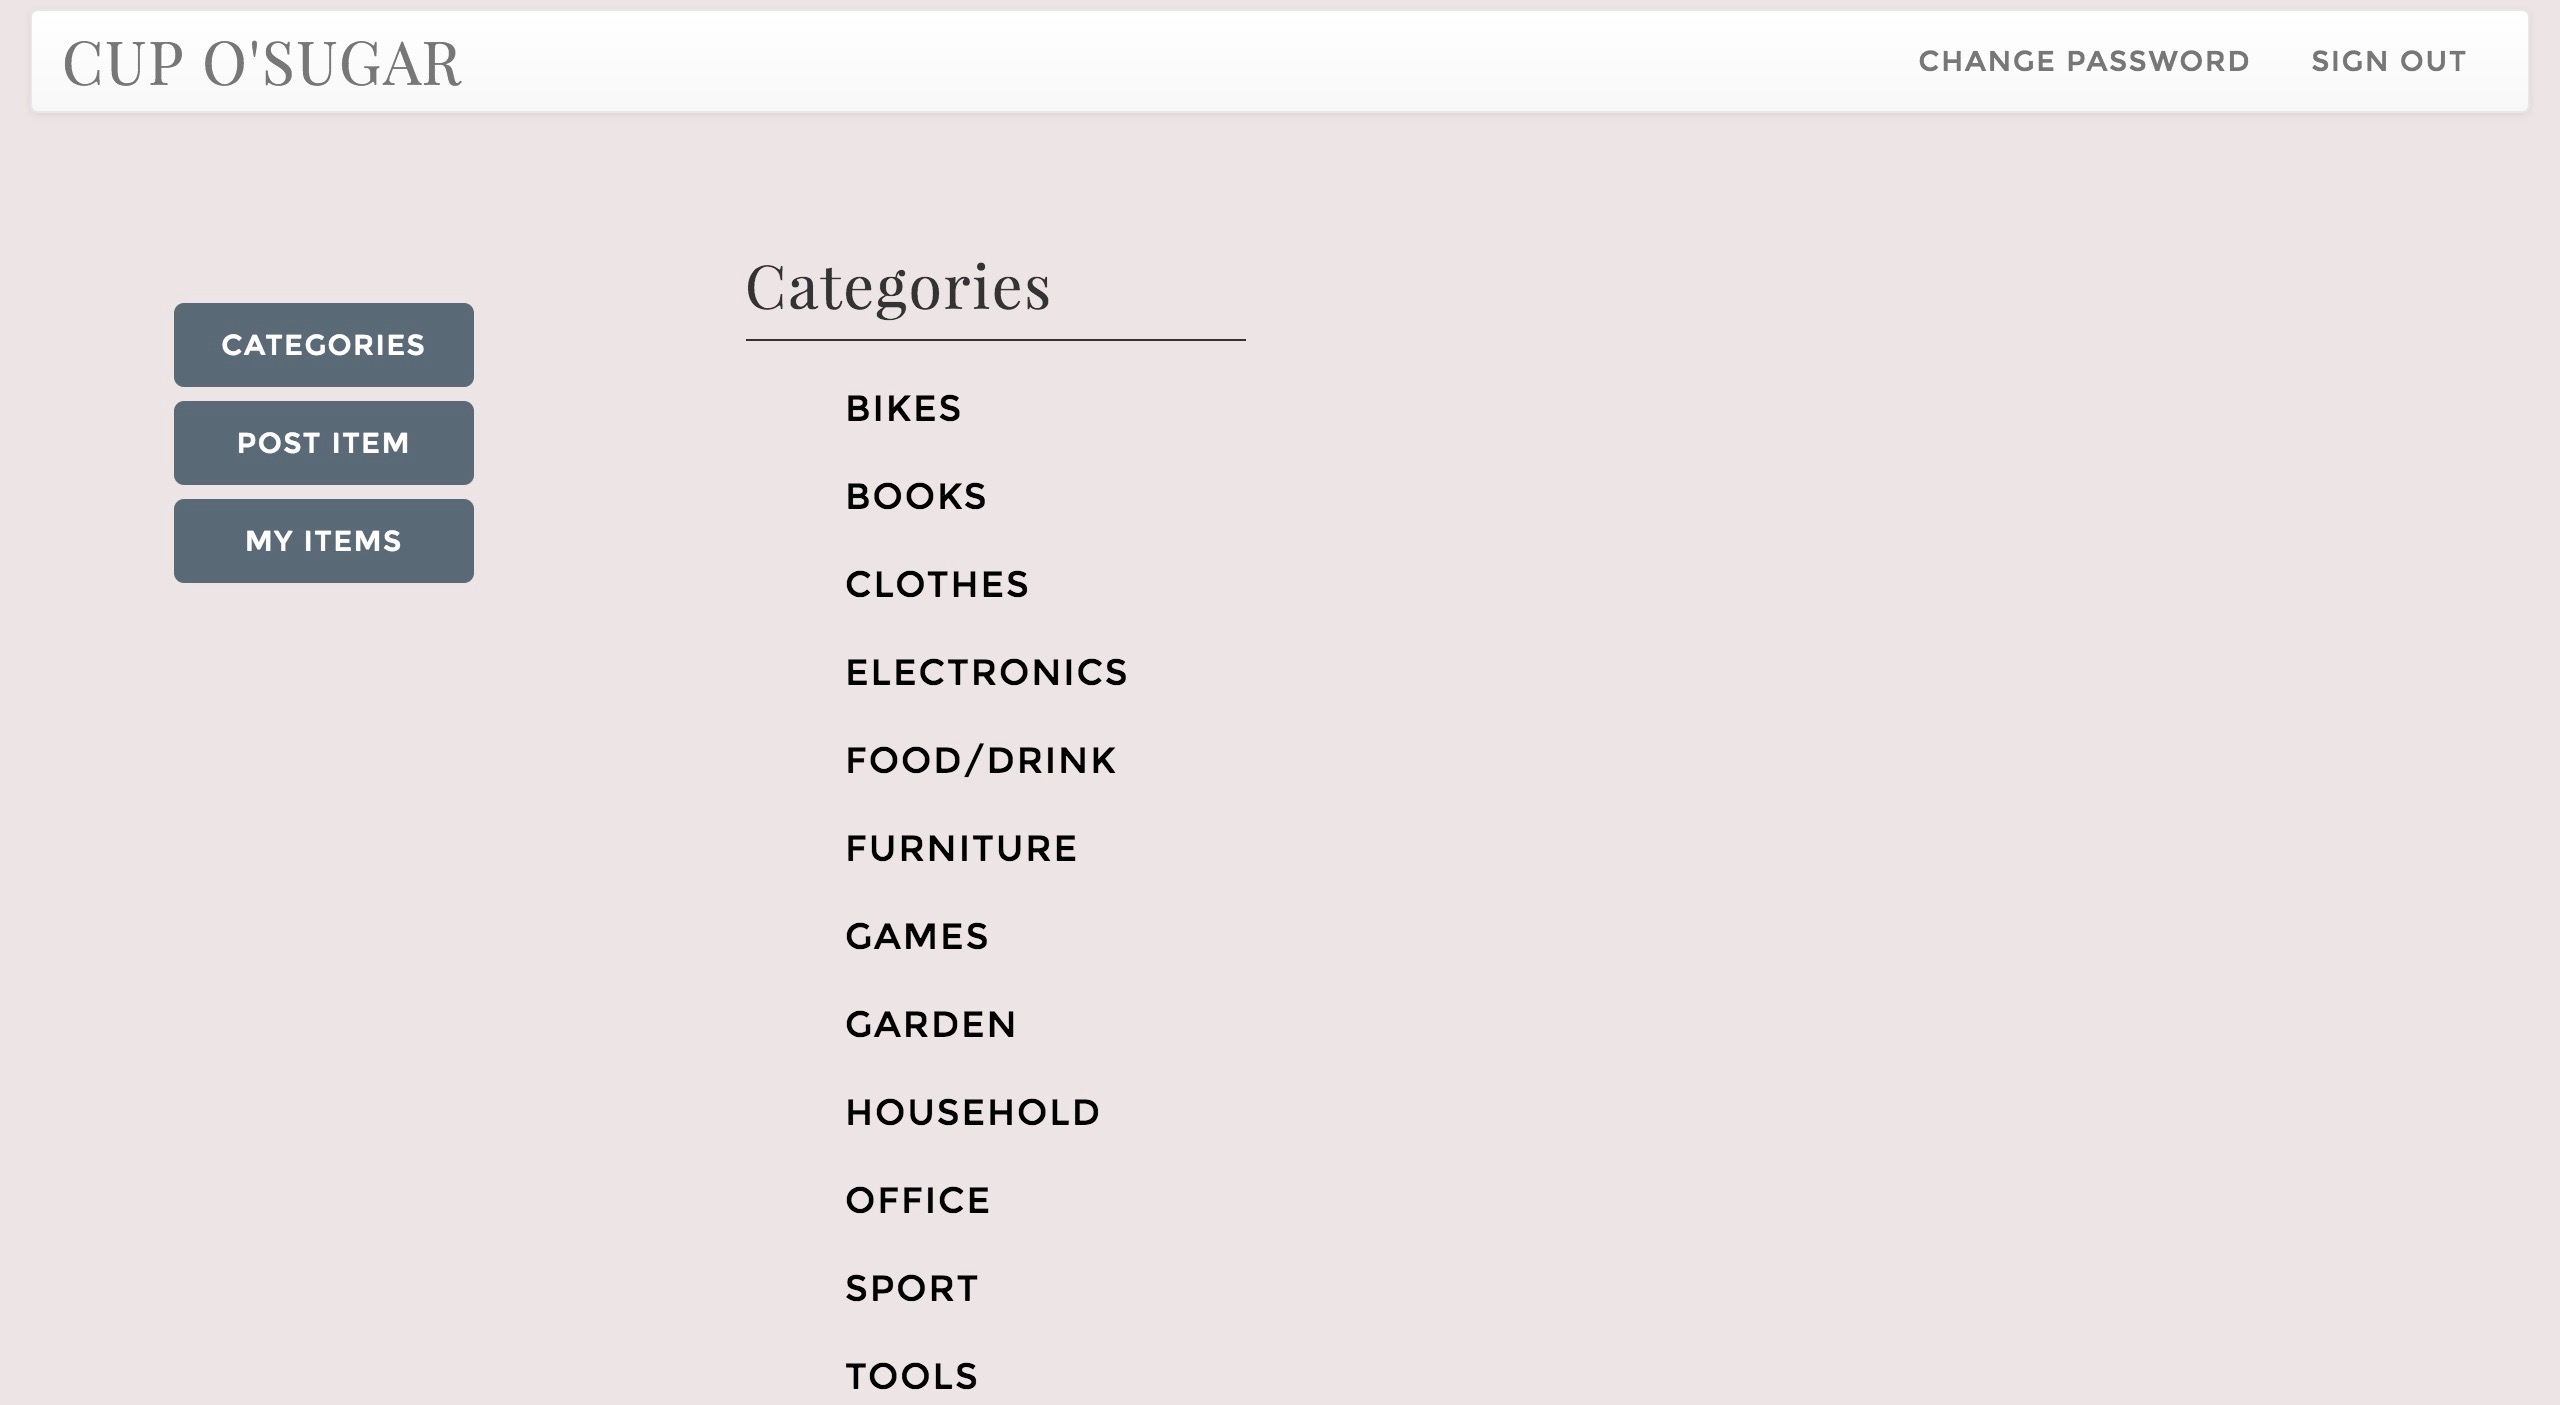 CUP O'SUGAR
CHANGE PASSWORD
SIGN OUT
CATEGORIES
POST ITEM
MY ITEMS
Categories
BIKES
BOOKS
CLOTHES
ELECTRONICS
FOOD/DRINK
FURNITURE
GAMES
GARDEN
HOUSEHOLD
OFFICE
SPORT
TOOLS